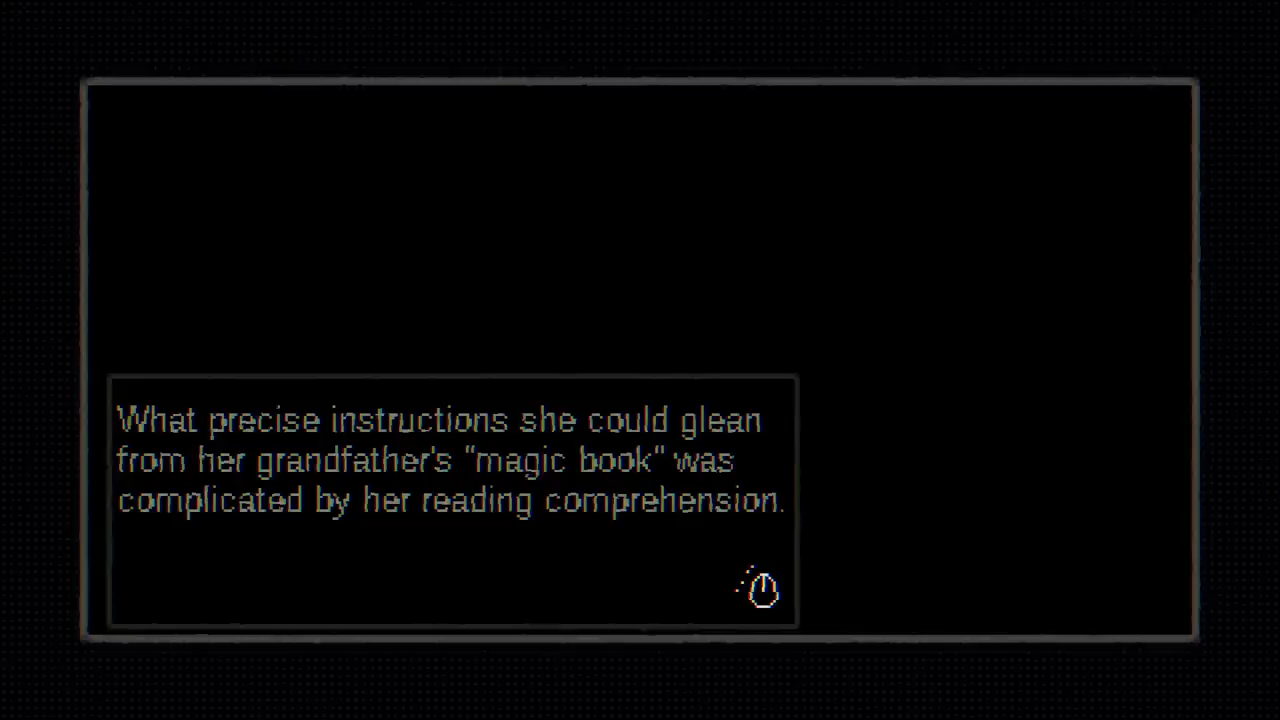 What precise instructions she could glean
from her grandfather's "magic book" was
complicated by her reading comprehension.